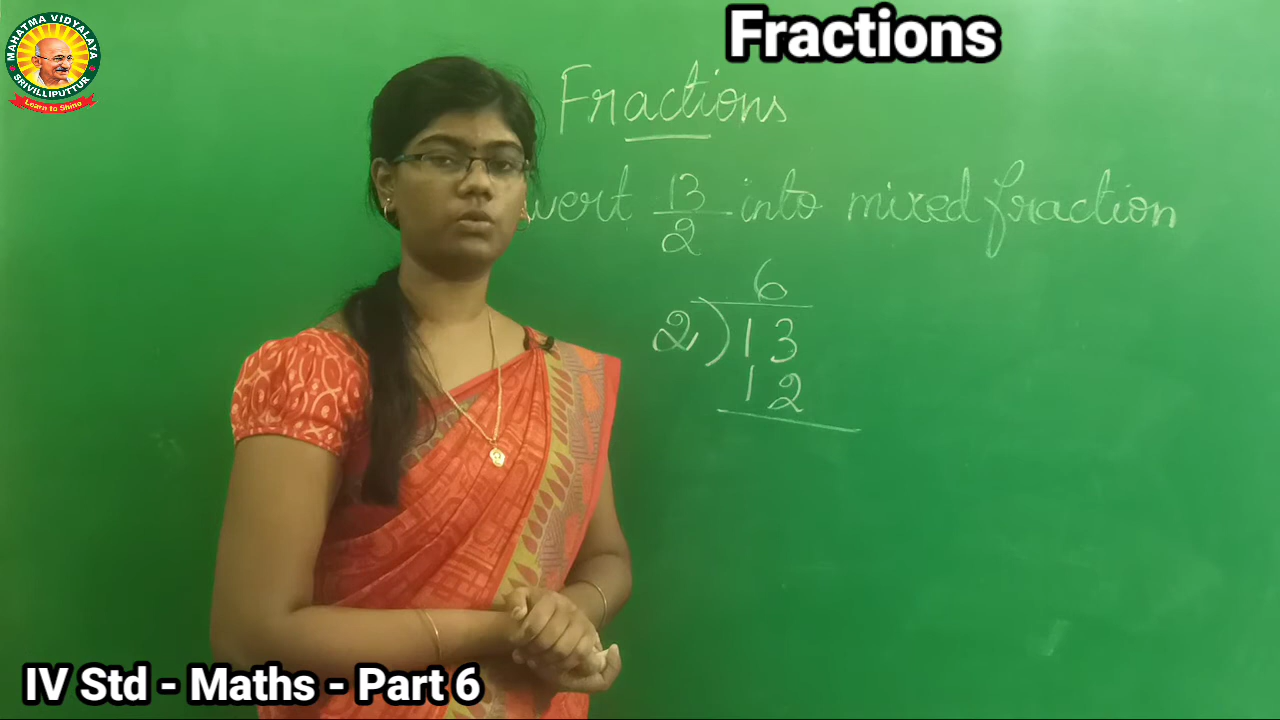 MAHATMA VIDYALAYA
SRIVILLIPUTTUR
Learn to Shine
Fractions
Fractions
vert 13/2 into mixed fraction
6
2) 13
12
IV Std - Maths - Part 6